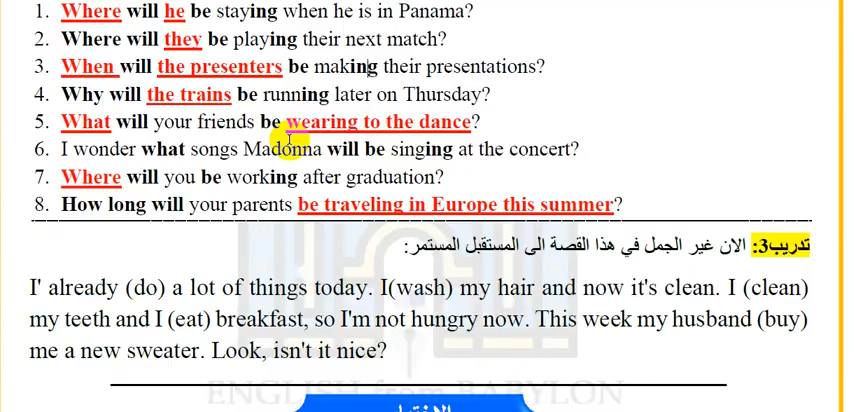 1. Where will he be staying when he is in Panama?
2. Where will they be playing their next match?
3. When will the presenters be making their presentations?
4. Why will the trains be running later on Thursday?
5. What will your friends be wearing to the dance?
6. I wonder what songs Madonna will be singing at the concert?
7. Where will you be working after graduation?
8. How long will your parents be traveling in Europe this summer?
تدريب3: الان غير الجمل في هذا القصة الى المستقبل المستمر:
I' already (do) a lot of things today. I(wash) my hair and now it's clean. I (clean)
my teeth and I (eat) breakfast, so I'm not hungry now. This week my husband (buy)
me a new sweater. Look, isn't it nice?
ENGLISH from BABYLON